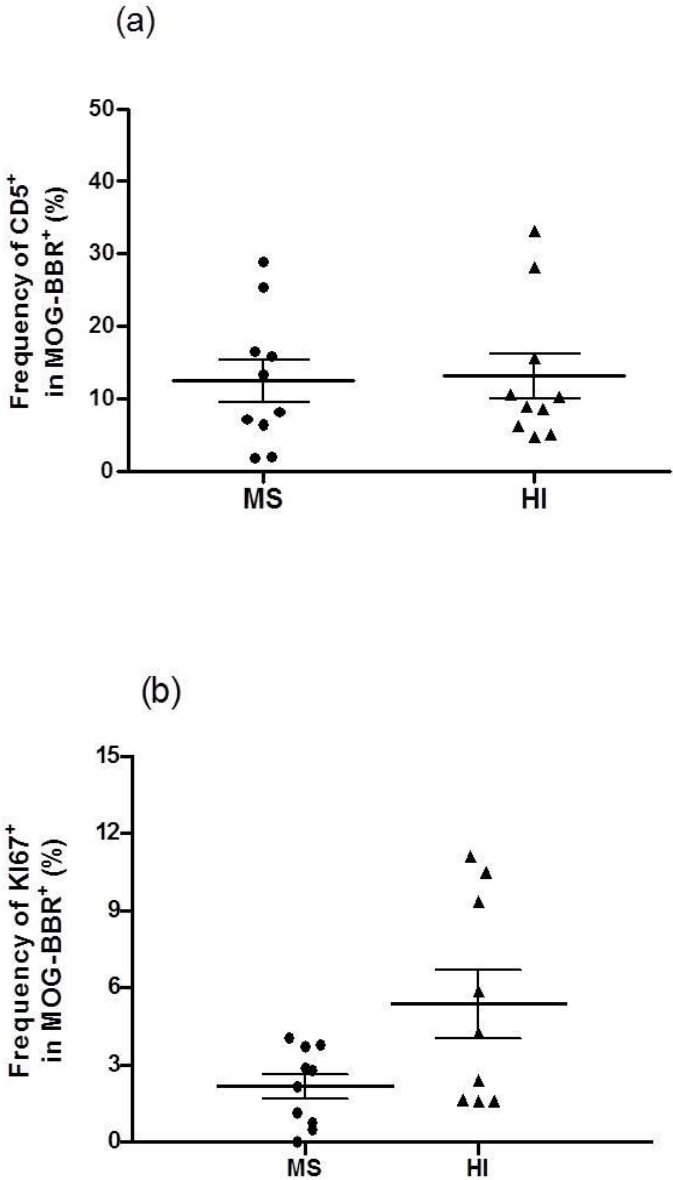 (a)
Frequency of CD5⁺
in MOG-BBR⁺ (%)
50
40
30
20
10
0
MS HI
(b)
Frequency of KI67⁺
in MOG-BBR⁺ (%)
15
12
9
6
3
0
MS HI